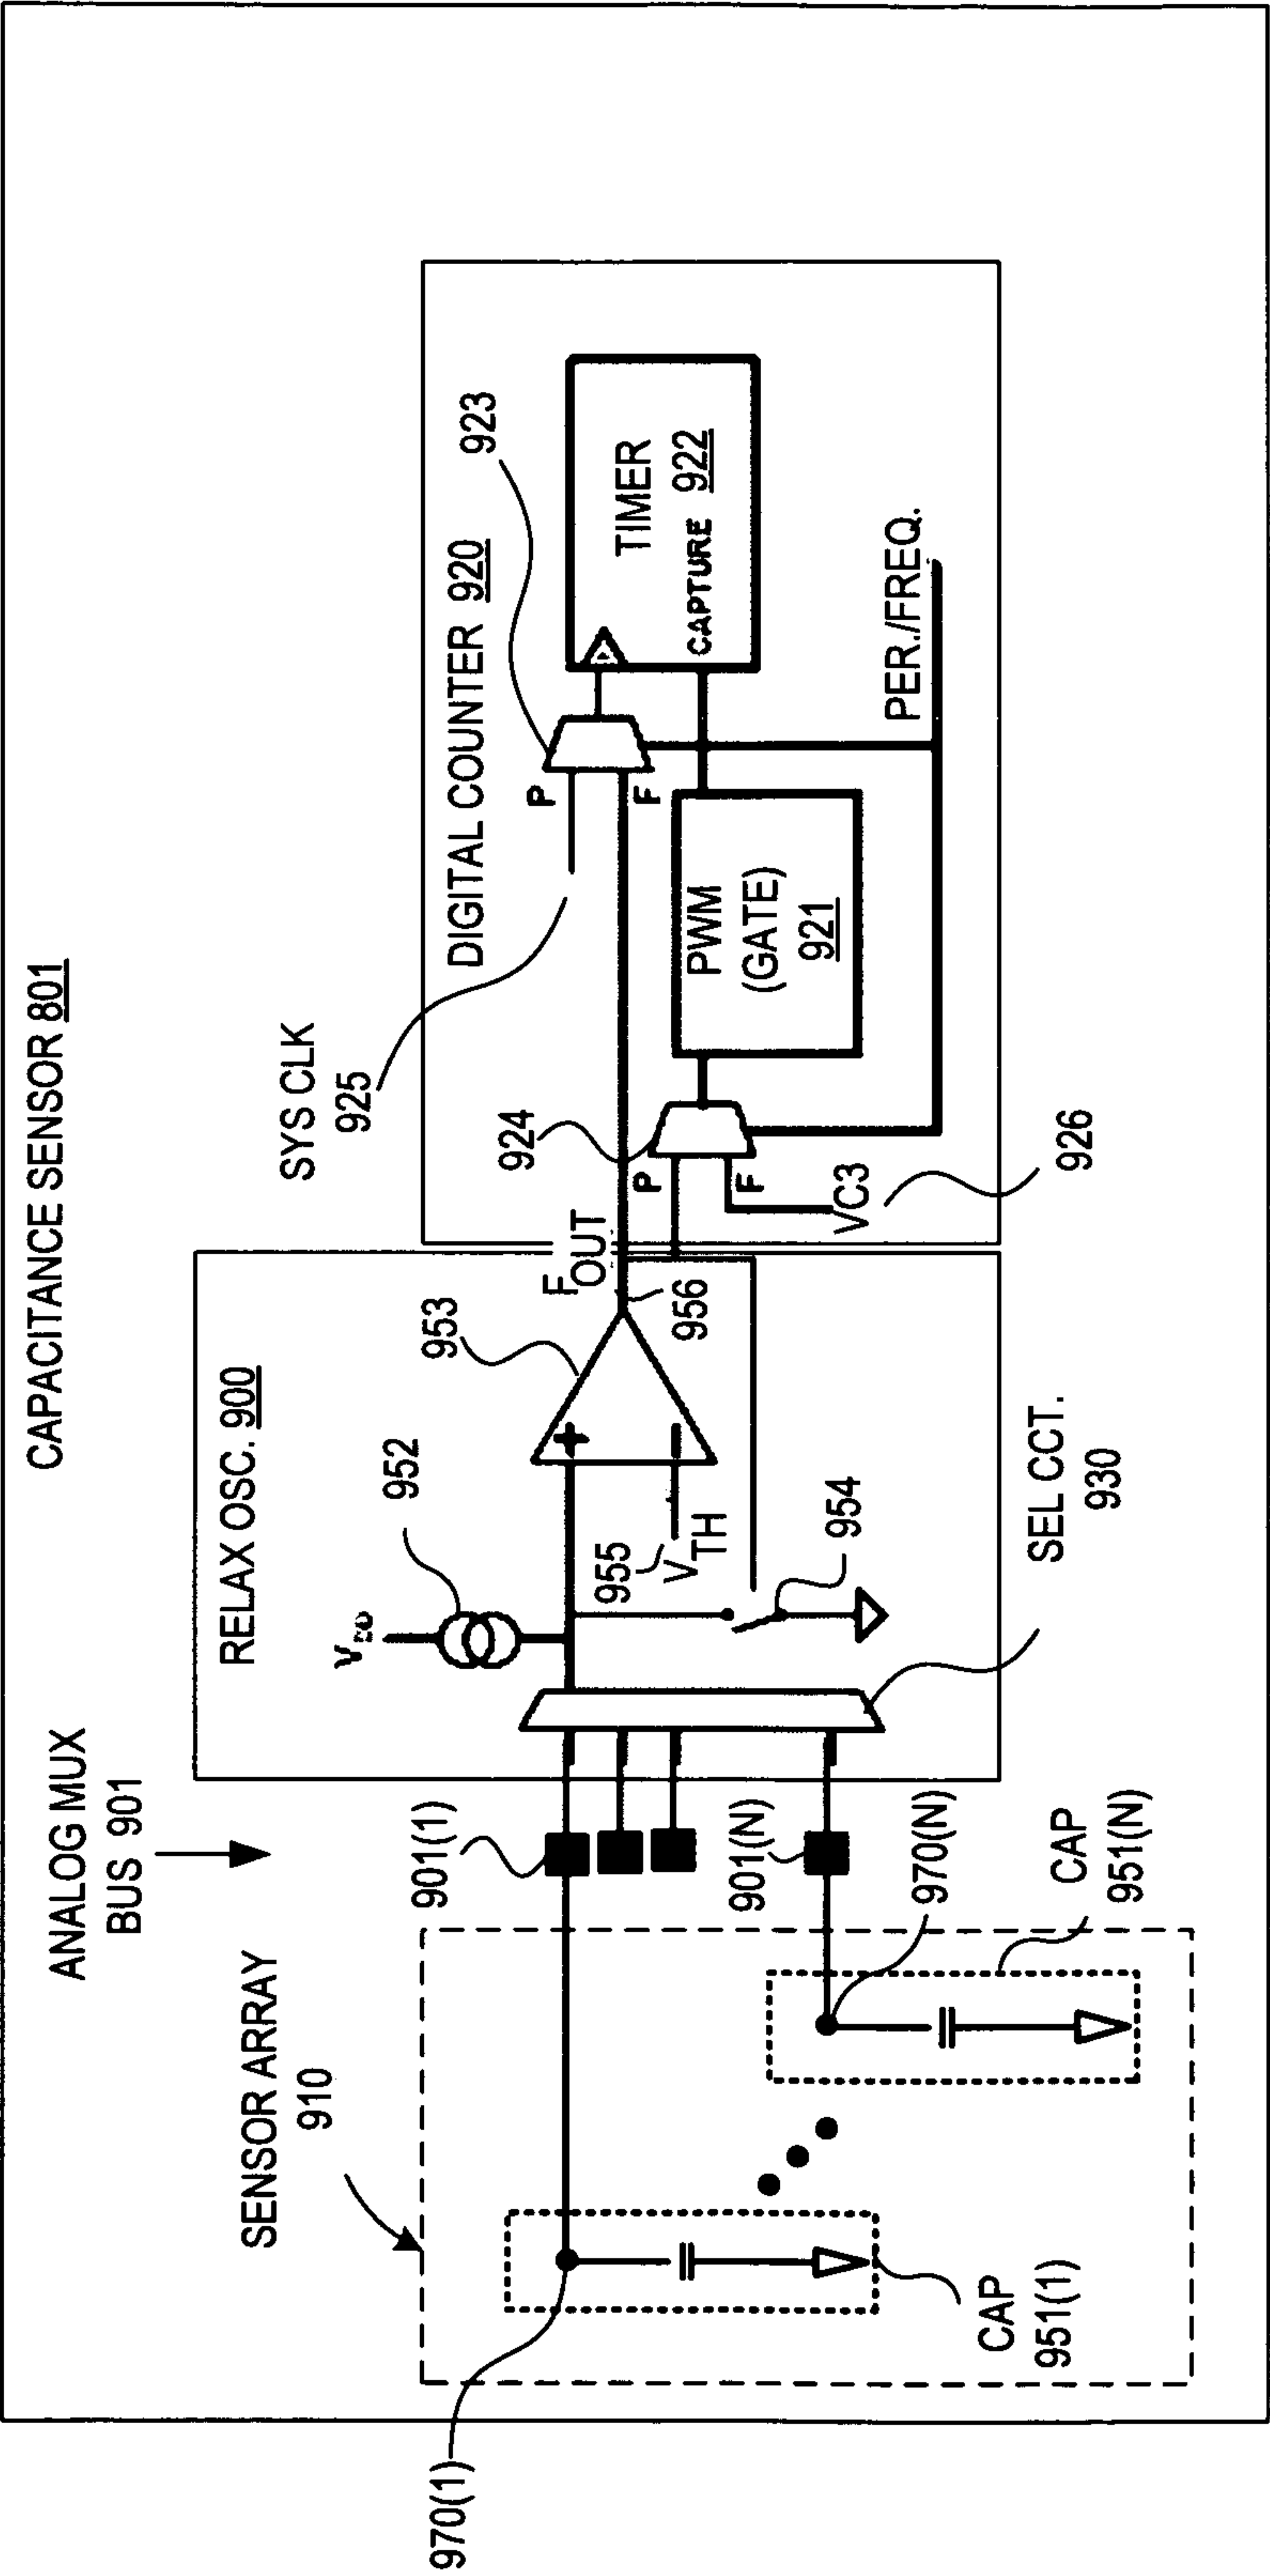 CAPACITANCE SENSOR 801
ANALOG MUX
BUS 901
SENSOR ARRAY
910
970(1)
CAP
951(1)
CAP
951(N)
970(N)
901(1)
901(N)
RELAX OSC. 900
952
953
955
V TH
954
956
F OUT
SEL CCT.
930
SYS CLK
925
DIGITAL COUNTER 920
923
924
P
F
P
F
VC3
926
PWM
(GATE)
921
TIMER
922
CAPTURE
PER./FREQ.
+
−